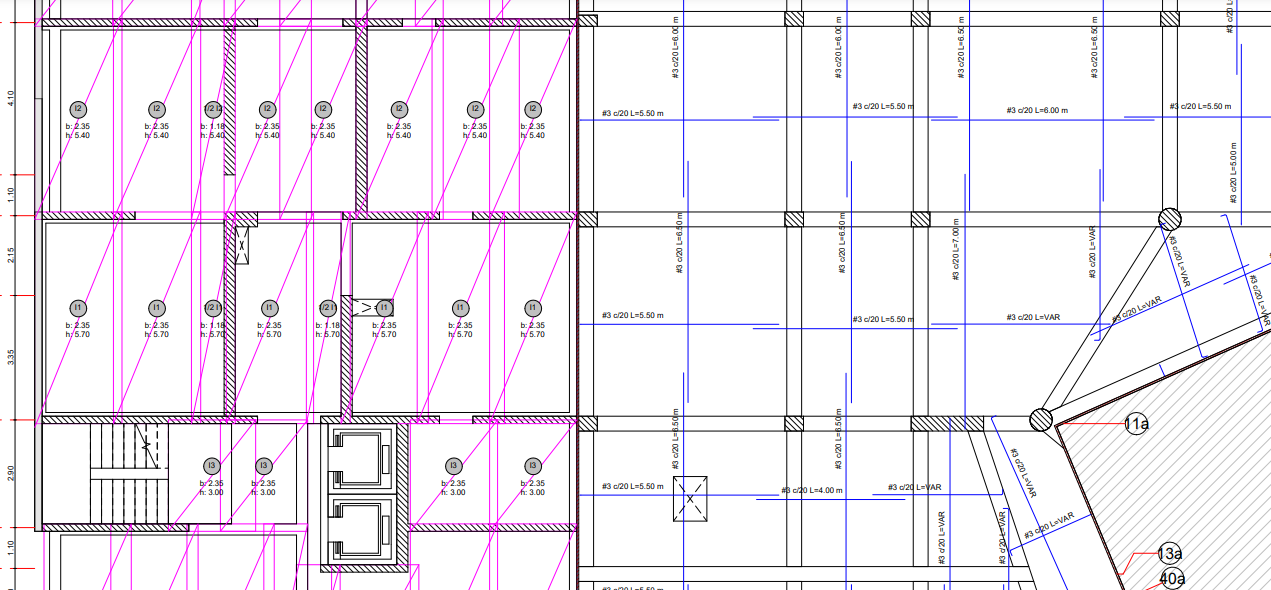 4.10
1.10
2.15
3.35
2.90
1.10
I2
b: 2.35
h: 5.40
I2
b: 2.35
h: 5.40
1/2 I2
b: 1.18
h: 5.40
I2
b: 2.35
h: 5.40
I2
b: 2.35
h: 5.40
I2
b: 2.35
h: 5.40
I2
b: 2.35
h: 5.40
I2
b: 2.35
h: 5.40
I1
b: 2.35
h: 5.70
I1
b: 2.35
h: 5.70
1/2 I1
b: 1.18
h: 5.70
I1
b: 2.35
h: 5.70
1/2 I1
b: 1.18
h: 5.70
I1
b: 2.35
h: 5.70
I1
b: 2.35
h: 5.70
I1
b: 2.35
h: 5.70
I3
b: 2.35
h: 3.00
I3
b: 2.35
h: 3.00
I3
b: 2.35
h: 3.00
I3
b: 2.35
h: 3.00
#3 c/20 L=6.00 m
#3 c/20 L=6.00 m
#3 c/20 L=6.50 m
#3 c/20 L=6.50 m
#3 c/20 L=5.50 m
#3 c/20 L=5.50 m
#3 c/20 L=6.00 m
#3 c/20 L=5.50 m
#3 c/20 L=5.00 m
#3 c/20 L=6.50 m
#3 c/20 L=6.50 m
#3 c/20 L=7.00 m
#3 c/20 L=VAR
#3 c/20 L=VAR
#3 c/20 L=VAR
#3 c/20 L=5.50 m
#3 c/20 L=5.50 m
#3 c/20 L=VAR
#3 c/20 L=VAR
#3 c/20 L=6.50 m
#3 c/20 L=6.50 m
11a
#3 c/20 L=5.50 m
#3 c/20 L=4.00 m
#3 c/20 L=VAR
#3 c/20 L=VAR
#3 c/20 L=VAR
#3 c/20 L=VAR
#3 c/20 L=VAR
13a
40a